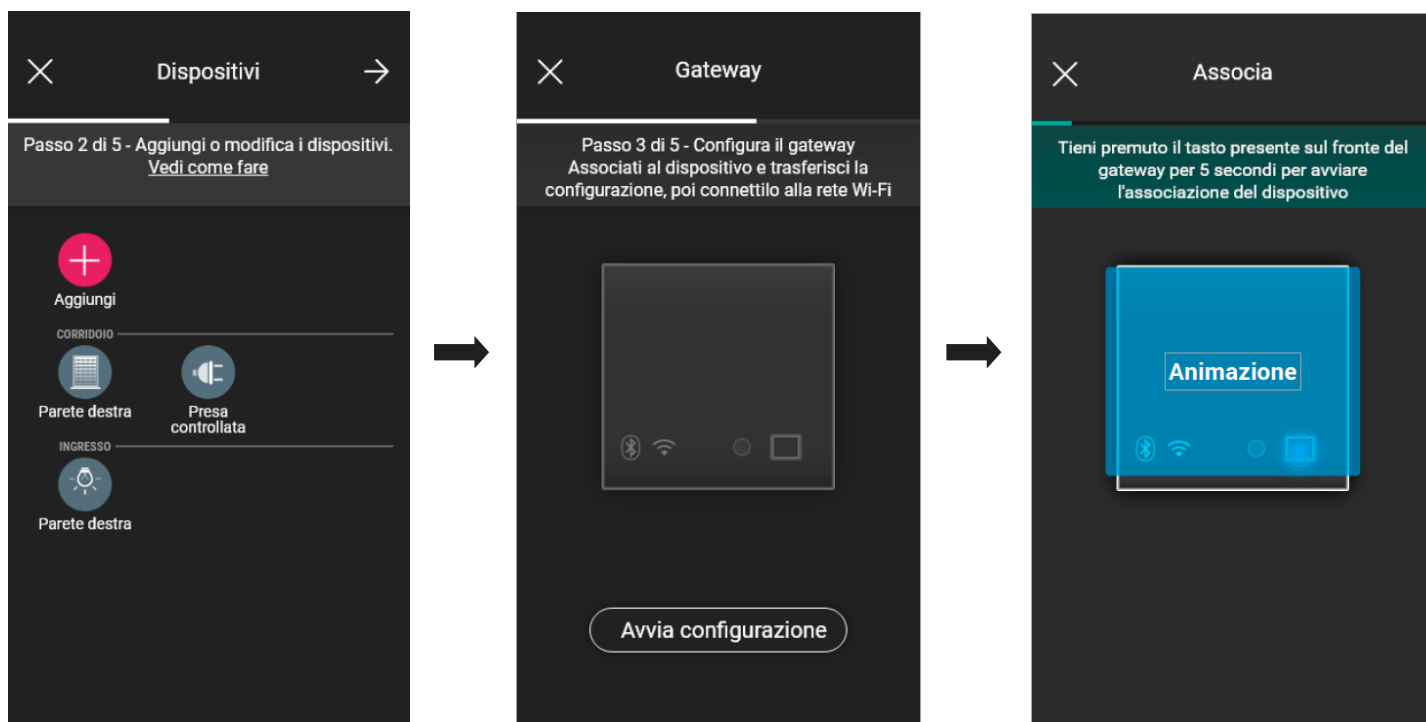 Dispositivi
Passo 2 di 5 - Aggiungi o modifica i dispositivi.
Vedi come fare
Aggiungi
CORRIDOIO
Parete destra
Presa
controllata
INGRESSO
Parete destra
Gateway
Passo 3 di 5 - Configura il gateway
Associati al dispositivo e trasferisci la
configurazione, poi connettilo alla rete Wi-Fi
Avvia configurazione
Associa
Tieni premuto il tasto presente sul fronte del
gateway per 5 secondi per avviare
l'associazione del dispositivo
Animazione